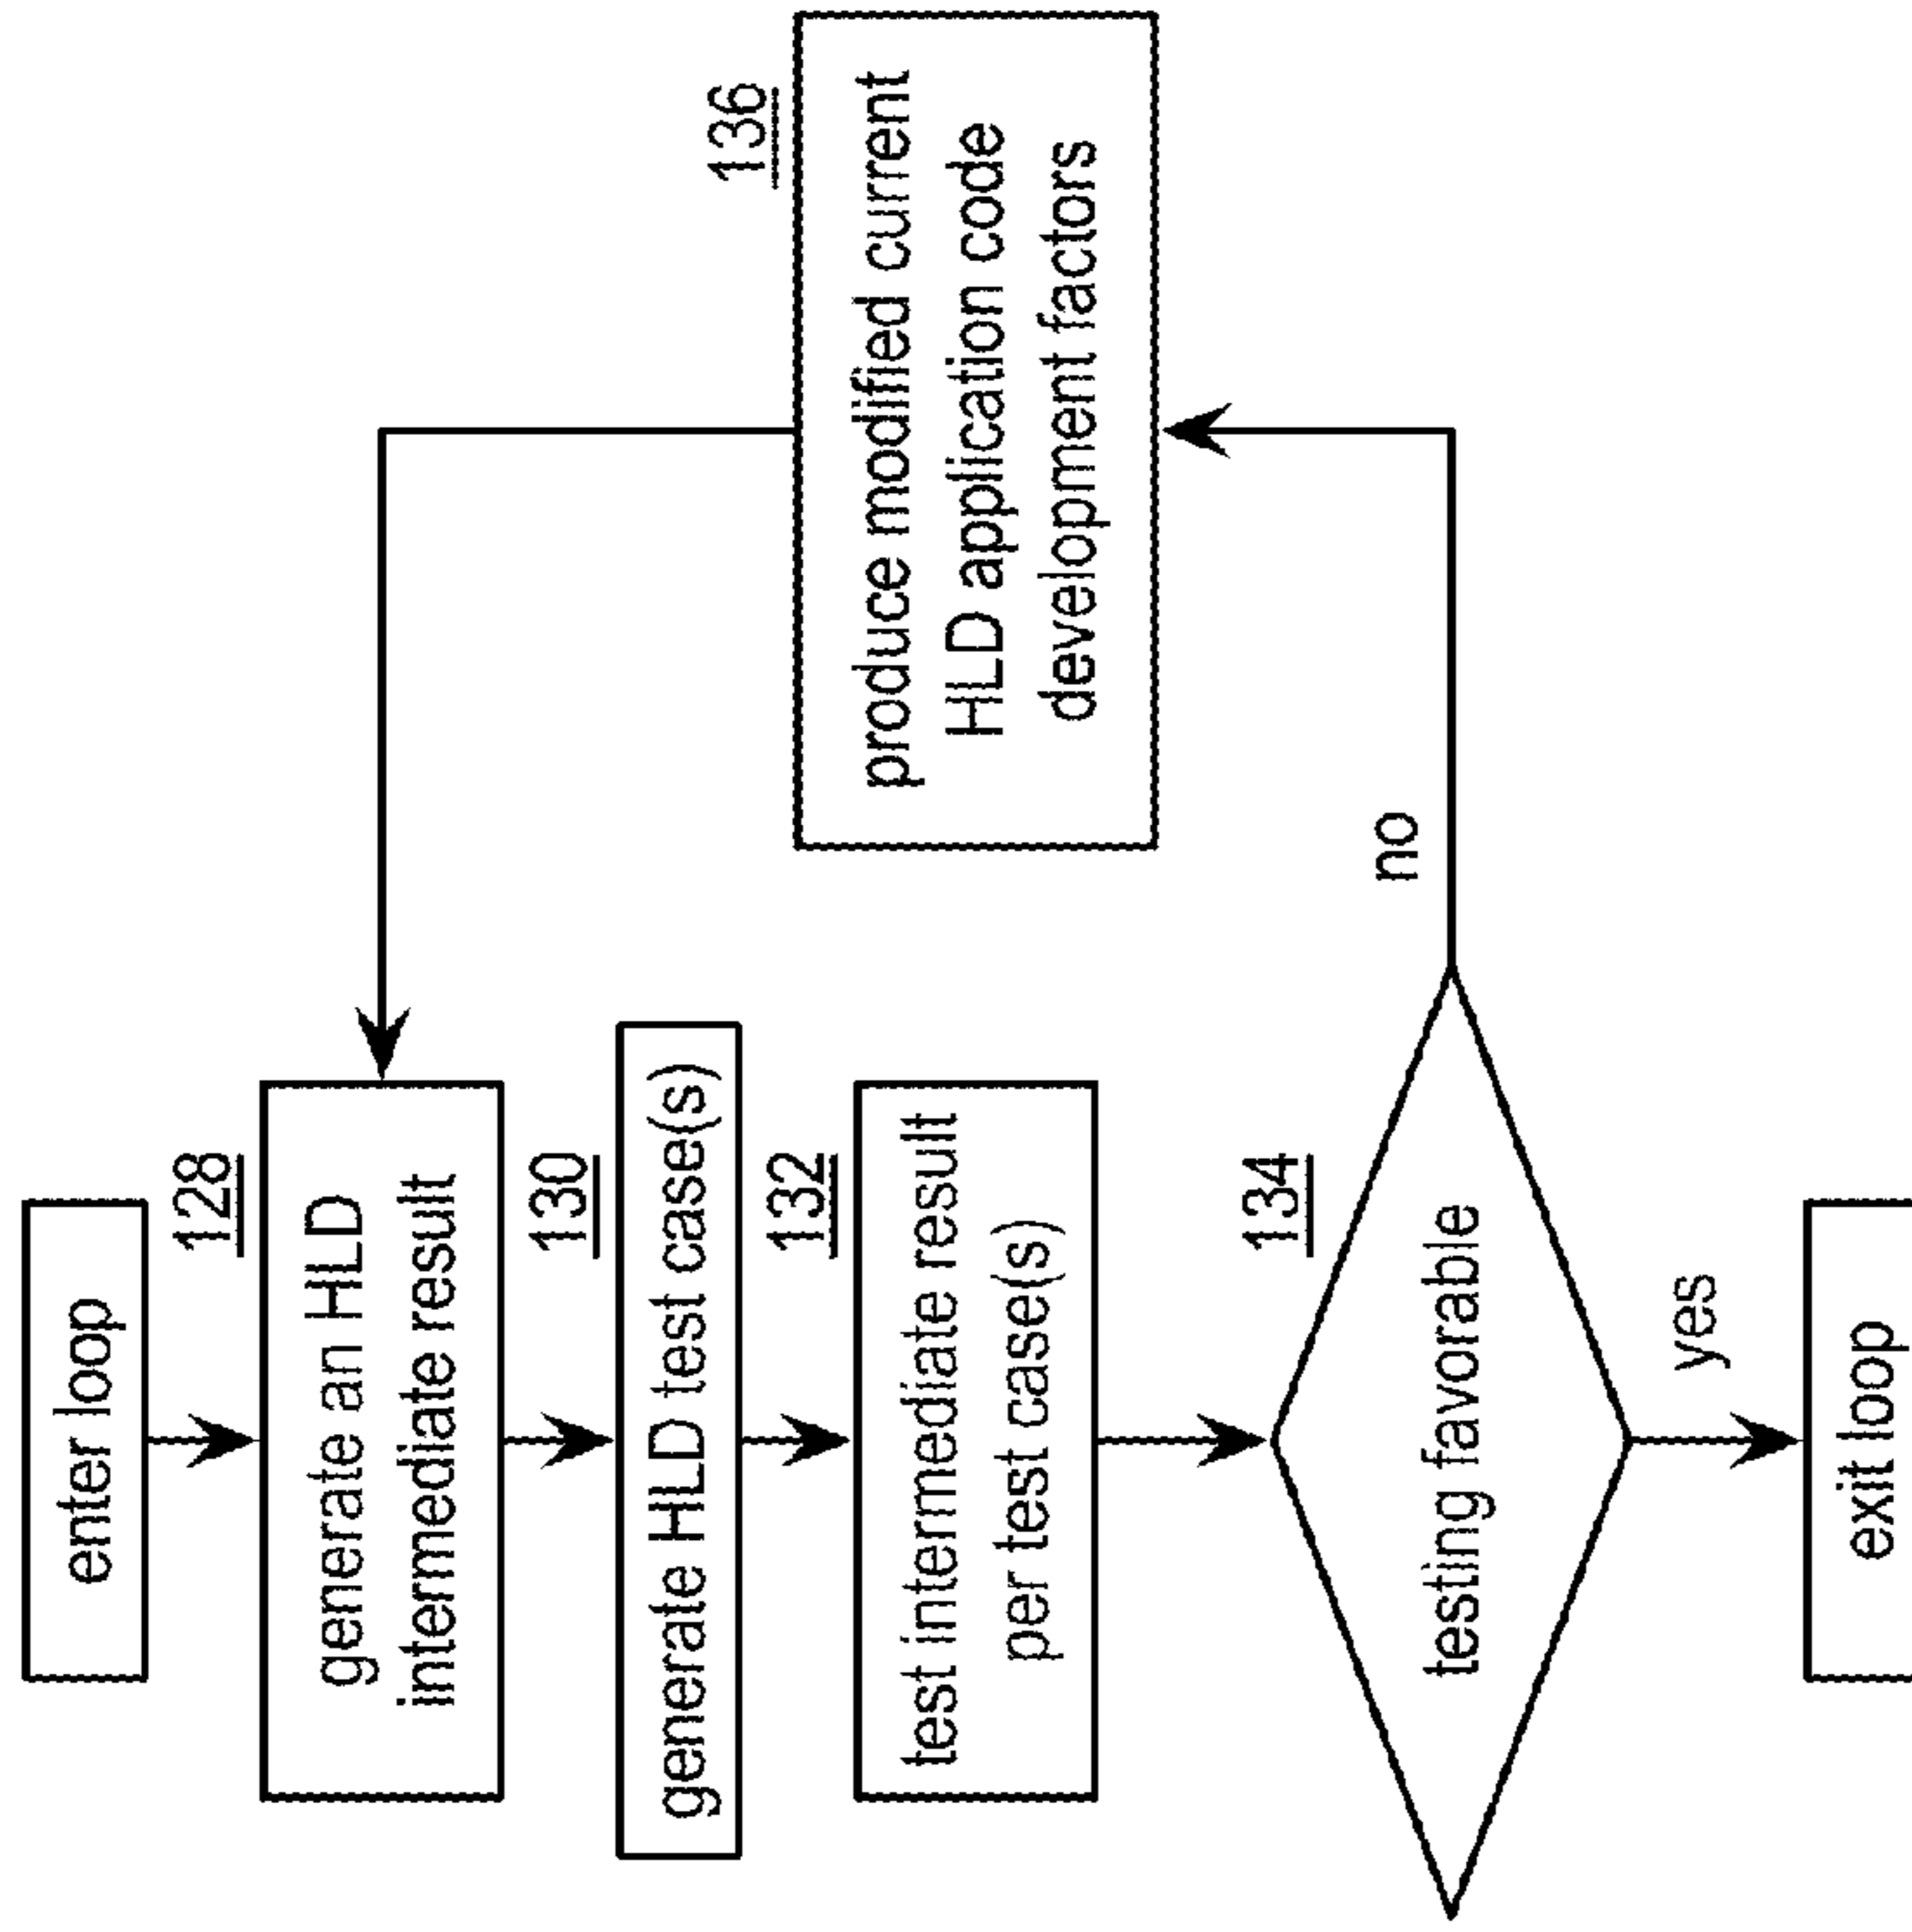 enter loop
128
generate an HLD
intermediate result
130
generate HLD test case(s)
132
test intermediate result
per test case(s)
134
testing favorable
no
yes
exit loop
136
produce modified current
HLD application code
development factors